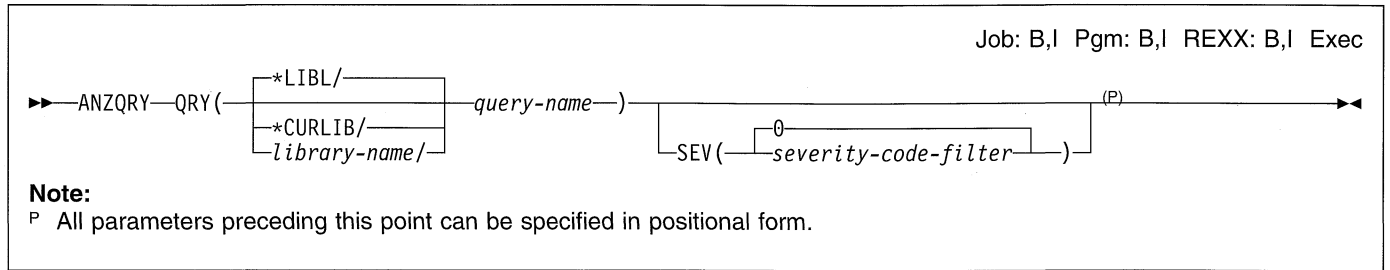 Job: B,I Pgm: B,I REXX: B,I Exec
*LIBL/
ANZQRY QRY( query-name )
*CURLIB/
library-name/
(P)
0
SEV( severity-code-filter )
Note:
P All parameters preceding this point can be specified in positional form.